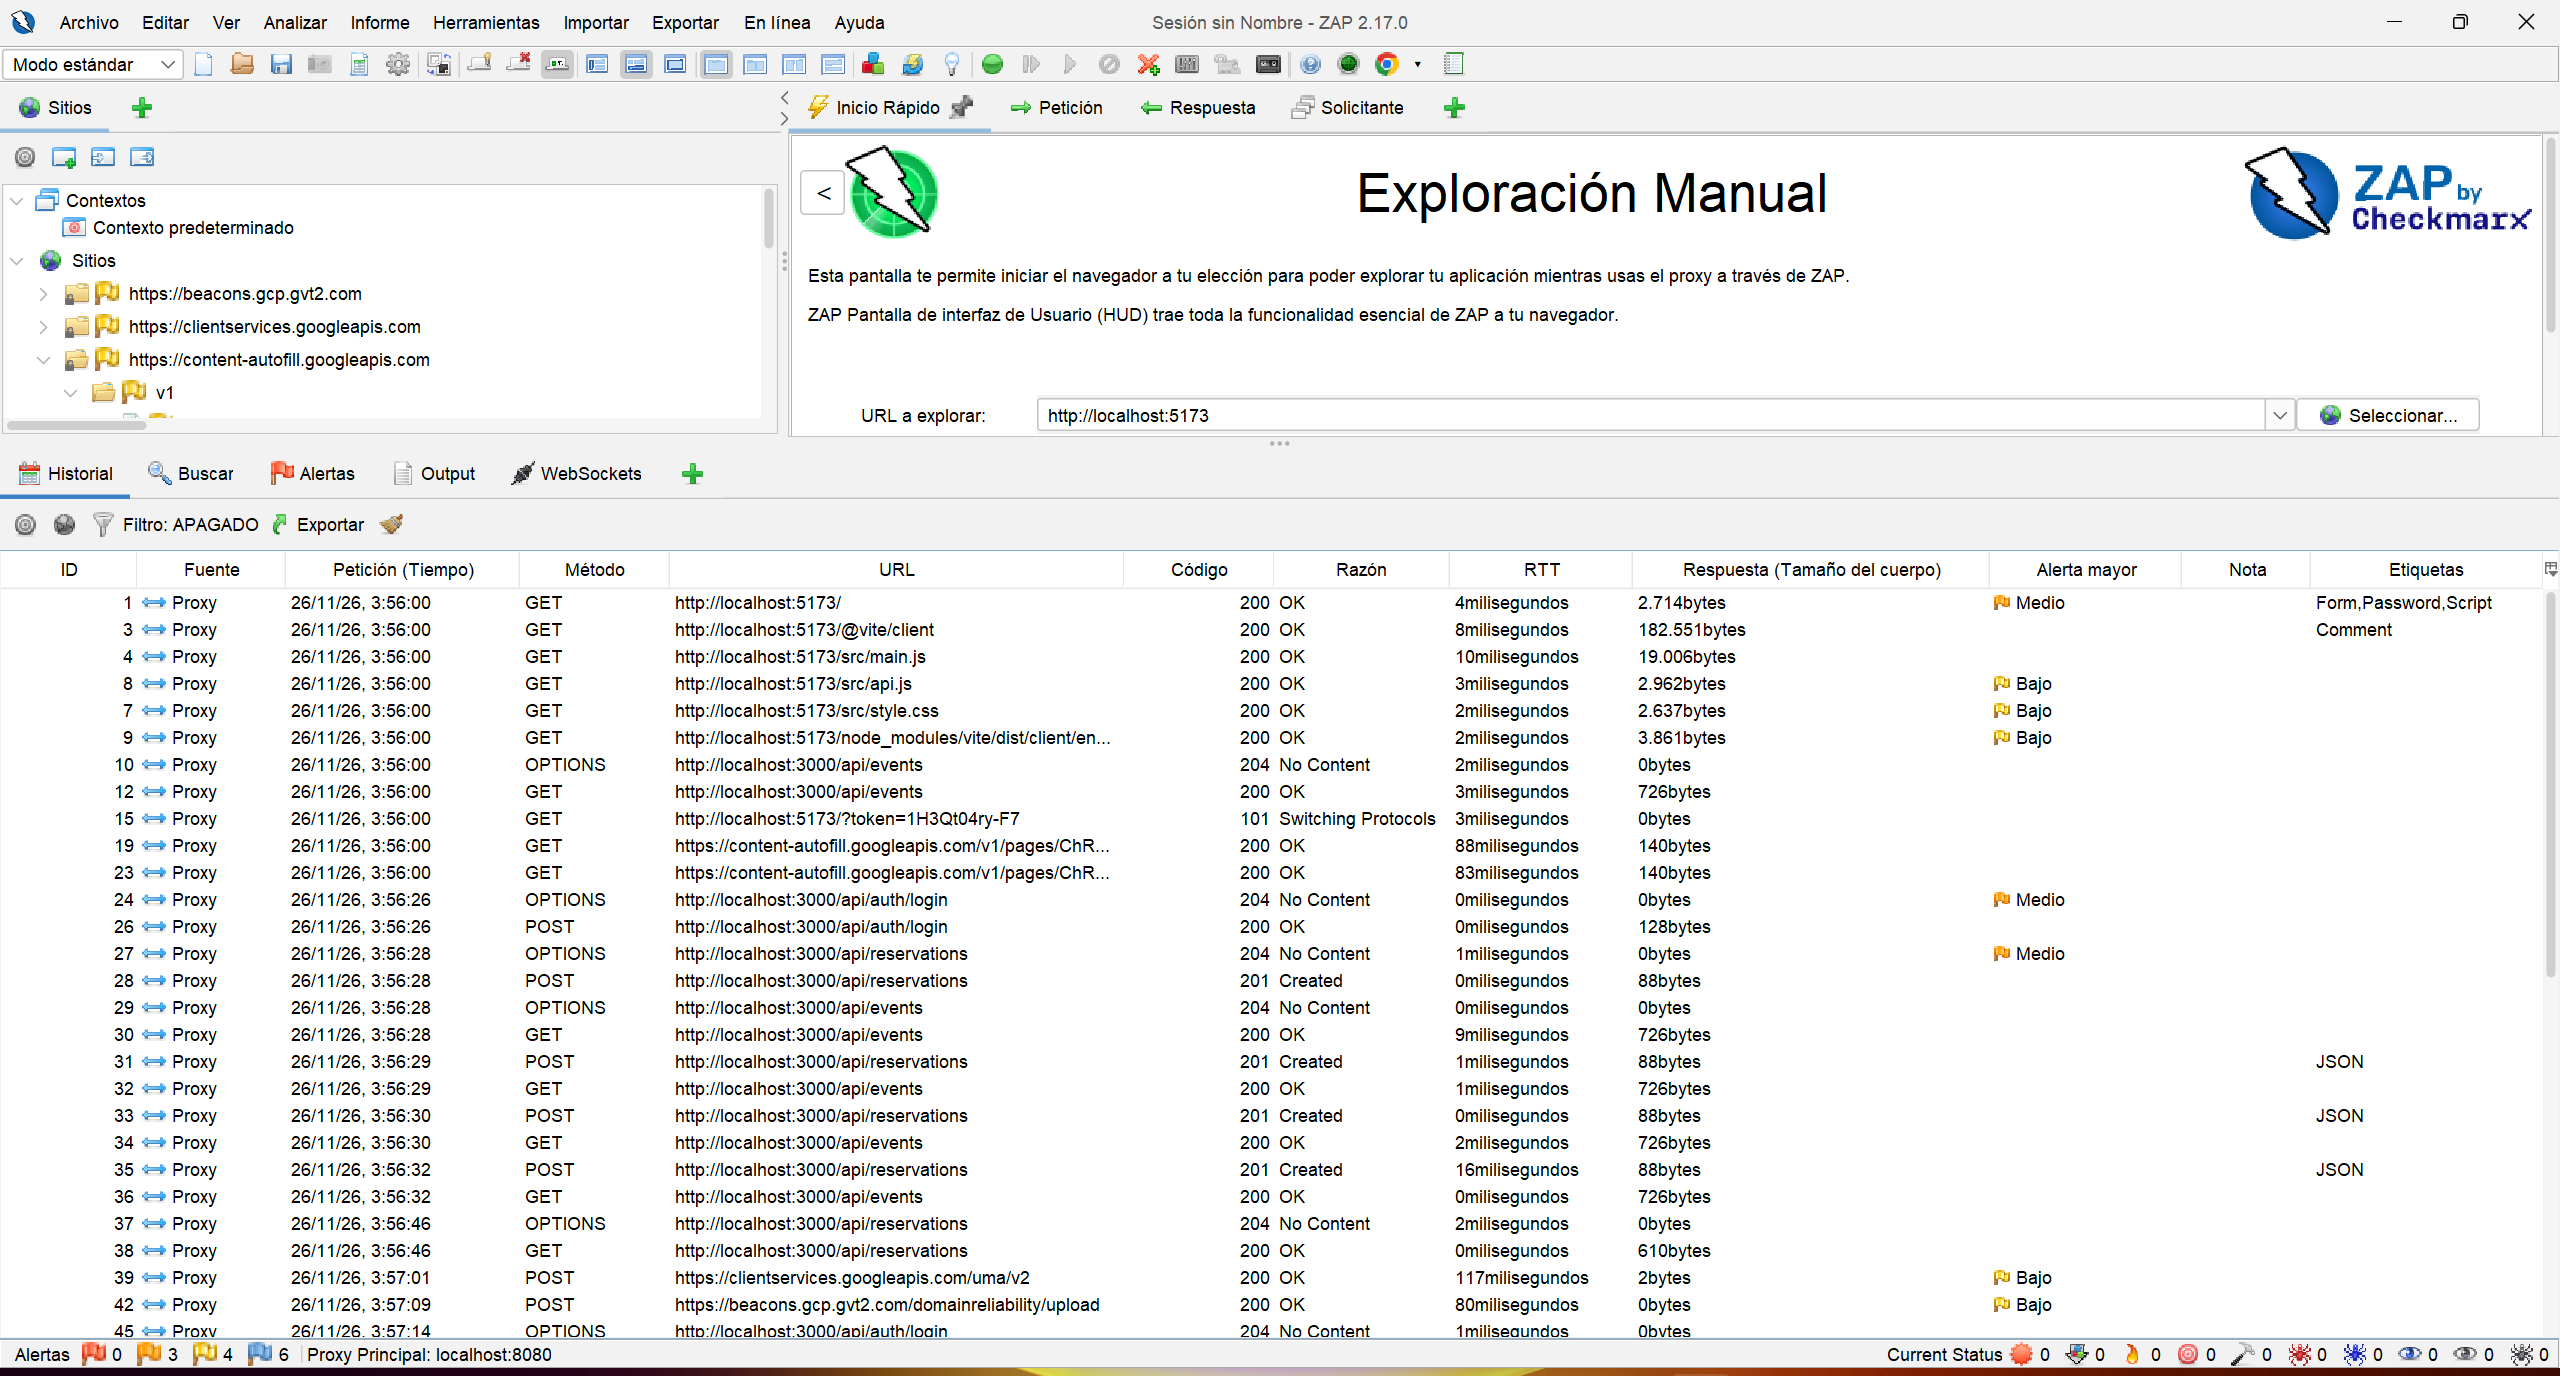 Archivo Editar Ver Analizar Informe Herramientas Importar Exportar En línea Ayuda Sesión sin Nombre - ZAP 2.17.0
Modo estándar
Sitios
Inicio Rápido Petición Respuesta Solicitante
Contextos
Contexto predeterminado
Sitios
https://beacons.gcp.gvt2.com
https://clientservices.googleapis.com
https://content-autofill.googleapis.com
v1
<
Exploración Manual
ZAP by
Checkmarx
Esta pantalla te permite iniciar el navegador a tu elección para poder explorar tu aplicación mientras usas el proxy a través de ZAP.
ZAP Pantalla de interfaz de Usuario (HUD) trae toda la funcionalidad esencial de ZAP a tu navegador.
URL a explorar: http://localhost:5173 Seleccionar...
Historial Buscar Alertas Output WebSockets
Filtro: APAGADO Exportar
ID Fuente Petición (Tiempo) Método URL Código Razón RTT Respuesta (Tamaño del cuerpo) Alerta mayor Nota Etiquetas
1 Proxy 26/11/26, 3:56:00 GET http://localhost:5173/ 200 OK 4milisegundos 2.714bytes Medio Form,Password,Script
3 Proxy 26/11/26, 3:56:00 GET http://localhost:5173/@vite/client 200 OK 8milisegundos 182.551bytes Comment
4 Proxy 26/11/26, 3:56:00 GET http://localhost:5173/src/main.js 200 OK 10milisegundos 19.006bytes
8 Proxy 26/11/26, 3:56:00 GET http://localhost:5173/src/api.js 200 OK 3milisegundos 2.962bytes Bajo
7 Proxy 26/11/26, 3:56:00 GET http://localhost:5173/src/style.css 200 OK 2milisegundos 2.637bytes Bajo
9 Proxy 26/11/26, 3:56:00 GET http://localhost:5173/node_modules/vite/dist/client/en... 200 OK 2milisegundos 3.861bytes Bajo
10 Proxy 26/11/26, 3:56:00 OPTIONS http://localhost:3000/api/events 204 No Content 2milisegundos 0bytes
12 Proxy 26/11/26, 3:56:00 GET http://localhost:3000/api/events 200 OK 3milisegundos 726bytes
15 Proxy 26/11/26, 3:56:00 GET http://localhost:5173/?token=1H3Qt04ry-F7 101 Switching Protocols 3milisegundos 0bytes
19 Proxy 26/11/26, 3:56:00 GET https://content-autofill.googleapis.com/v1/pages/ChR... 200 OK 88milisegundos 140bytes
23 Proxy 26/11/26, 3:56:00 GET https://content-autofill.googleapis.com/v1/pages/ChR... 200 OK 83milisegundos 140bytes
24 Proxy 26/11/26, 3:56:26 OPTIONS http://localhost:3000/api/auth/login 204 No Content 0milisegundos 0bytes Medio
26 Proxy 26/11/26, 3:56:26 POST http://localhost:3000/api/auth/login 200 OK 0milisegundos 128bytes
27 Proxy 26/11/26, 3:56:28 OPTIONS http://localhost:3000/api/reservations 204 No Content 1milisegundos 0bytes Medio
28 Proxy 26/11/26, 3:56:28 POST http://localhost:3000/api/reservations 201 Created 0milisegundos 88bytes
29 Proxy 26/11/26, 3:56:28 OPTIONS http://localhost:3000/api/events 204 No Content 0milisegundos 0bytes
30 Proxy 26/11/26, 3:56:28 GET http://localhost:3000/api/events 200 OK 9milisegundos 726bytes
31 Proxy 26/11/26, 3:56:29 POST http://localhost:3000/api/reservations 201 Created 1milisegundos 88bytes JSON
32 Proxy 26/11/26, 3:56:29 GET http://localhost:3000/api/events 200 OK 1milisegundos 726bytes
33 Proxy 26/11/26, 3:56:30 POST http://localhost:3000/api/reservations 201 Created 0milisegundos 88bytes JSON
34 Proxy 26/11/26, 3:56:30 GET http://localhost:3000/api/events 200 OK 2milisegundos 726bytes
35 Proxy 26/11/26, 3:56:32 POST http://localhost:3000/api/reservations 201 Created 16milisegundos 88bytes JSON
36 Proxy 26/11/26, 3:56:32 GET http://localhost:3000/api/events 200 OK 0milisegundos 726bytes
37 Proxy 26/11/26, 3:56:46 OPTIONS http://localhost:3000/api/reservations 204 No Content 2milisegundos 0bytes
38 Proxy 26/11/26, 3:56:46 GET http://localhost:3000/api/reservations 200 OK 0milisegundos 610bytes
39 Proxy 26/11/26, 3:57:01 POST https://clientservices.googleapis.com/uma/v2 200 OK 117milisegundos 2bytes Bajo
42 Proxy 26/11/26, 3:57:09 POST https://beacons.gcp.gvt2.com/domainreliability/upload 200 OK 80milisegundos 0bytes Bajo
45 Proxy 26/11/26, 3:57:14 OPTIONS http://localhost:3000/api/auth/login 204 No Content 1milisegundos 0bytes
Alertas 0 3 4 6 Proxy Principal: localhost:8080 Current Status 0 0 0 0 0 0 0 0 0 0